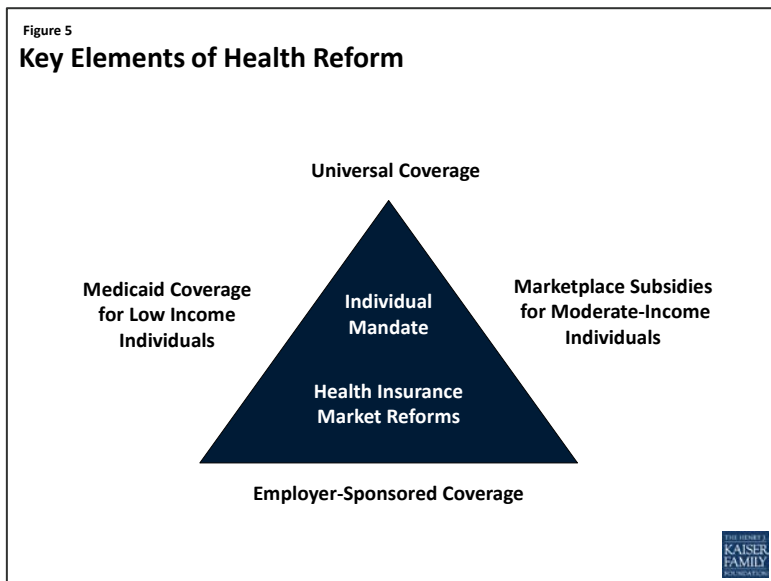 Figure 5
Key Elements of Health Reform
Universal Coverage
Medicaid Coverage
for Low Income
Individuals
Individual
Mandate
Marketplace Subsidies
for Moderate-Income
Individuals
Health Insurance
Market Reforms
Employer-Sponsored Coverage
THE HENRY J.
KAISER
FAMILY
FOUNDATION